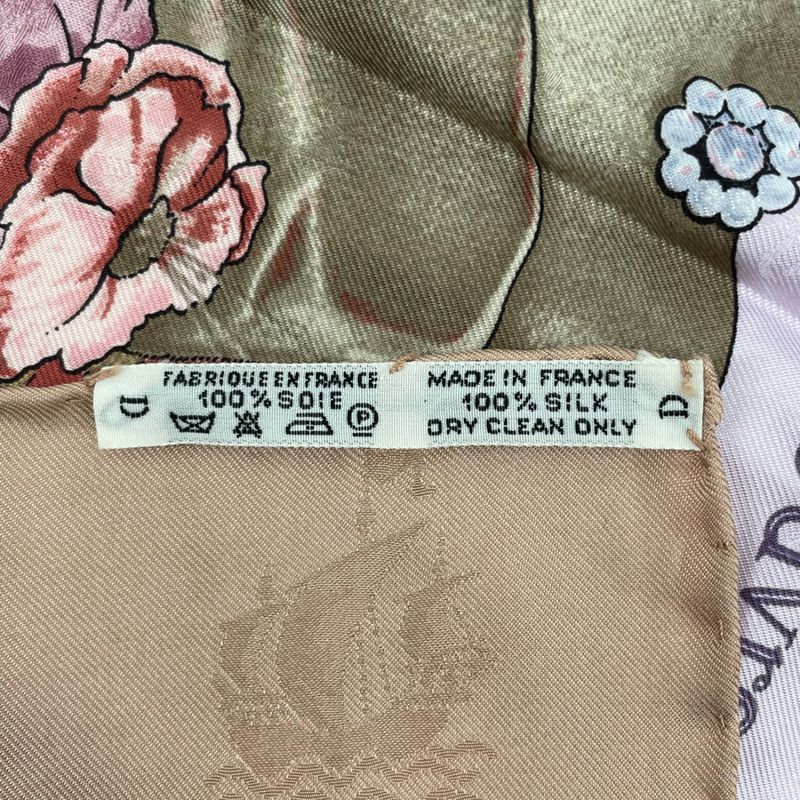 FABRIQUE EN FRANCE
100% SOIE
P
MADE IN FRANCE
100% SILK
DRY CLEAN ONLY
D
D